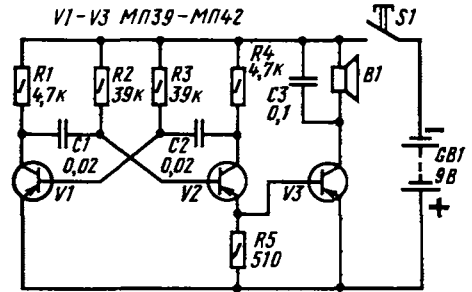 V1-V3 МП39-МП42
S1
R1
4,7к
R2
39к
R3
39к
R4
4,7к
C3
0,1
B1
C1
0,02
C2
0,02
V1
V2
V3
GB1
9В
R5
510